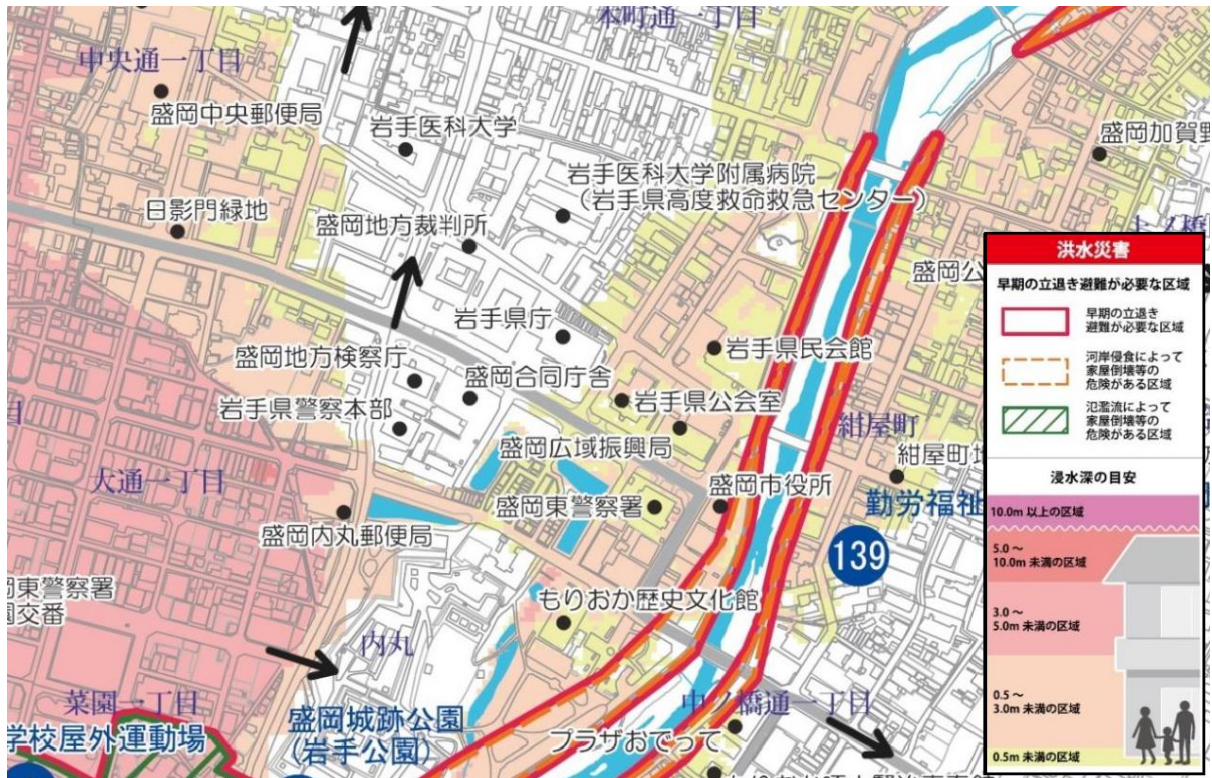 本町通一丁目
中央通一丁目
盛岡中央郵便局
岩手医科大学
盛岡加賀野
岩手医科大学附属病院
(岩手県高度救命救急センター)
日影門緑地
盛岡地方裁判所
上ノ橋
盛岡公
岩手県庁
岩手県民会館
盛岡地方検察庁
盛岡合同庁舎
岩手県公会室
岩手県警察本部
紺屋町
盛岡広域振興局
紺屋町
大通一丁目
盛岡東警察署
盛岡市役所
勤労福祉
盛岡内丸郵便局
139
岡東警察署
園交番
もりおか歴史文化館
内丸
菜園一丁目
中ノ橋通一丁目
学校屋外運動場
盛岡城跡公園
(岩手公園)
プラザおでって
洪水災害
早期の立退き避難が必要な区域
早期の立退き
避難が必要な区域
河岸侵食によって
家屋倒壊等の
危険がある区域
氾濫流によって
家屋倒壊等の
危険がある区域
浸水深の目安
10.0m 以上の区域
5.0 ~
10.0m 未満の区域
3.0 ~
5.0m 未満の区域
0.5 ~
3.0m 未満の区域
0.5m 未満の区域